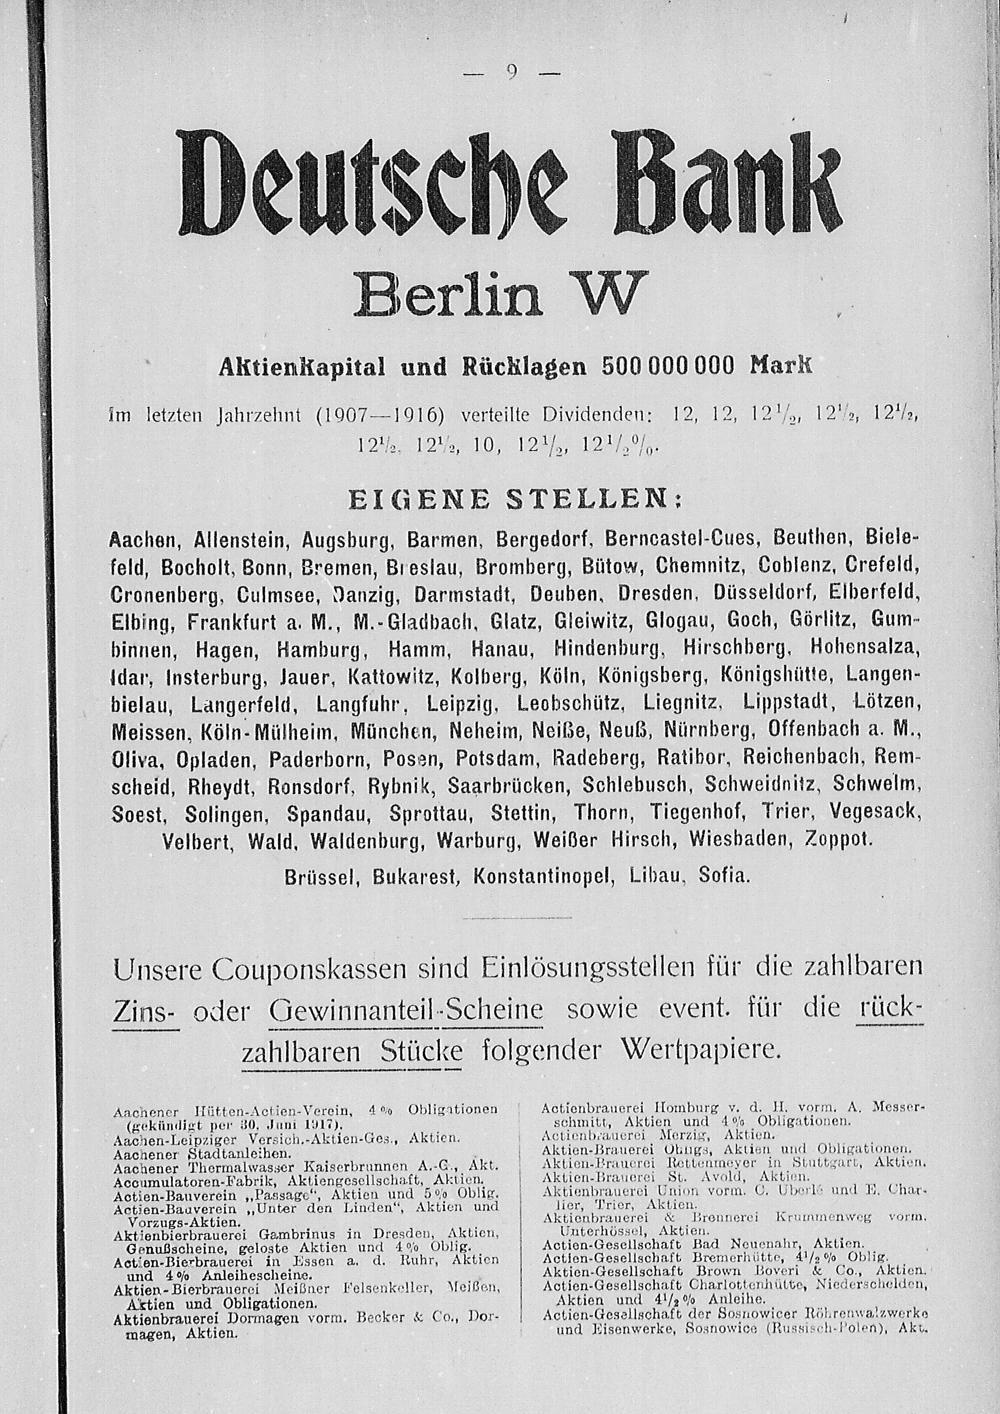 — 9 —
Deutsche Bank
Berlin W
Aktienkapital und Rücklagen 500 000 000 Mark
Im letzten Jahrzehnt (1907—1916) verteilte Dividenden: 12, 12, 12½, 12½, 12½,
12½, 12½, 10, 12½, 12½%.
EIGENE STELLEN:
Aachen, Allenstein, Augsburg, Barmen, Bergedorf, Berncastel-Cues, Beuthen, Biele-
feld, Bocholt, Bonn, Bremen, Breslau, Bromberg, Bütow, Chemnitz, Coblenz, Crefeld,
Cronenberg, Culmsee, Danzig, Darmstadt, Deuben, Dresden, Düsseldorf, Elberfeld,
Elbing, Frankfurt a. M., M.-Gladbach, Glatz, Gleiwitz, Glogau, Goch, Görlitz, Gum-
binnen, Hagen, Hamburg, Hamm, Hanau, Hindenburg, Hirschberg, Hohensalza,
Idar, Insterburg, Jauer, Kattowitz, Kolberg, Köln, Königsberg, Königshütte, Langen-
bielau, Langerfeld, Langfuhr, Leipzig, Leobschütz, Liegnitz, Lippstadt, Lötzen,
Meissen, Köln-Mülheim, München, Neheim, Neiße, Neuß, Nürnberg, Offenbach a. M.,
Oliva, Opladen, Paderborn, Posen, Potsdam, Radeberg, Ratibor, Reichenbach, Rem-
scheid, Rheydt, Ronsdorf, Rybnik, Saarbrücken, Schlebusch, Schweidnitz, Schwelm,
Soest, Solingen, Spandau, Sprottau, Stettin, Thorn, Tiegenhof, Trier, Vegesack,
Velbert, Wald, Waldenburg, Warburg, Weißer Hirsch, Wiesbaden, Zoppot.
Brüssel, Bukarest, Konstantinopel, Libau, Sofia.
Unsere Couponskassen sind Einlösungsstellen für die zahlbaren
Zins- oder Gewinnanteil-Scheine sowie event. für die rück-
zahlbaren Stücke folgender Wertpapiere.
Aachener Hütten-Actien-Verein, 4% Obligationen
(gekündigt per 30. Juni 1917).
Aachen-Leipziger Versich.-Aktien-Ges., Aktien.
Aachener Stadtanleihen.
Aachener Thermalwasser Kaiserbrunnen A.-G., Akt.
Accumulatoren-Fabrik, Aktiengesellschaft, Aktien.
Actien-Bauverein „Passage“, Aktien und 5% Oblig.
Actien-Bauverein „Unter den Linden“, Aktien und
Vorzugs-Aktien.
Aktienbierbrauerei Gambrinus in Dresden, Aktien,
Genußscheine, geloste Aktien und 4% Oblig.
Actien-Bierbrauerei in Essen a. d. Ruhr, Aktien
und 4% Anleihescheine.
Aktien-Bierbrauerei Meißner Felsenkeller, Meißen,
Aktien und Obligationen.
Aktienbrauerei Dormagen vorm. Becker & Co., Dor-
magen, Aktien.
Actienbrauerei Homburg v. d. H. vorm. A. Messer-
schmitt, Aktien und 4% Obligationen.
Actienbrauerei Merzig, Aktien.
Aktien-Brauerei Ohligs, Aktien und Obligationen.
Aktien-Brauerei Rettenmeyer in Stuttgart, Aktien.
Aktien-Brauerei St. Avold, Aktien.
Aktienbrauerei Union vorm. C. Überlé und E. Char-
lier, Trier, Aktien.
Aktienbrauerei & Brennerei Krummenweg vorm.
Unterhössel, Aktien.
Actien-Gesellschaft Bad Neuenahr, Aktien.
Actien-Gesellschaft Bremerhütte, 4½% Oblig.
Aktien-Gesellschaft Brown Boveri & Co., Aktien.
Actien-Gesellschaft Charlottenhütte, Niederschelden,
Aktien und 4½% Anleihe.
Actien-Gesellschaft der Sosnowicer Röhrenwalzwerke
und Eisenwerke, Sosnowice (Russisch-Polen), Akt.